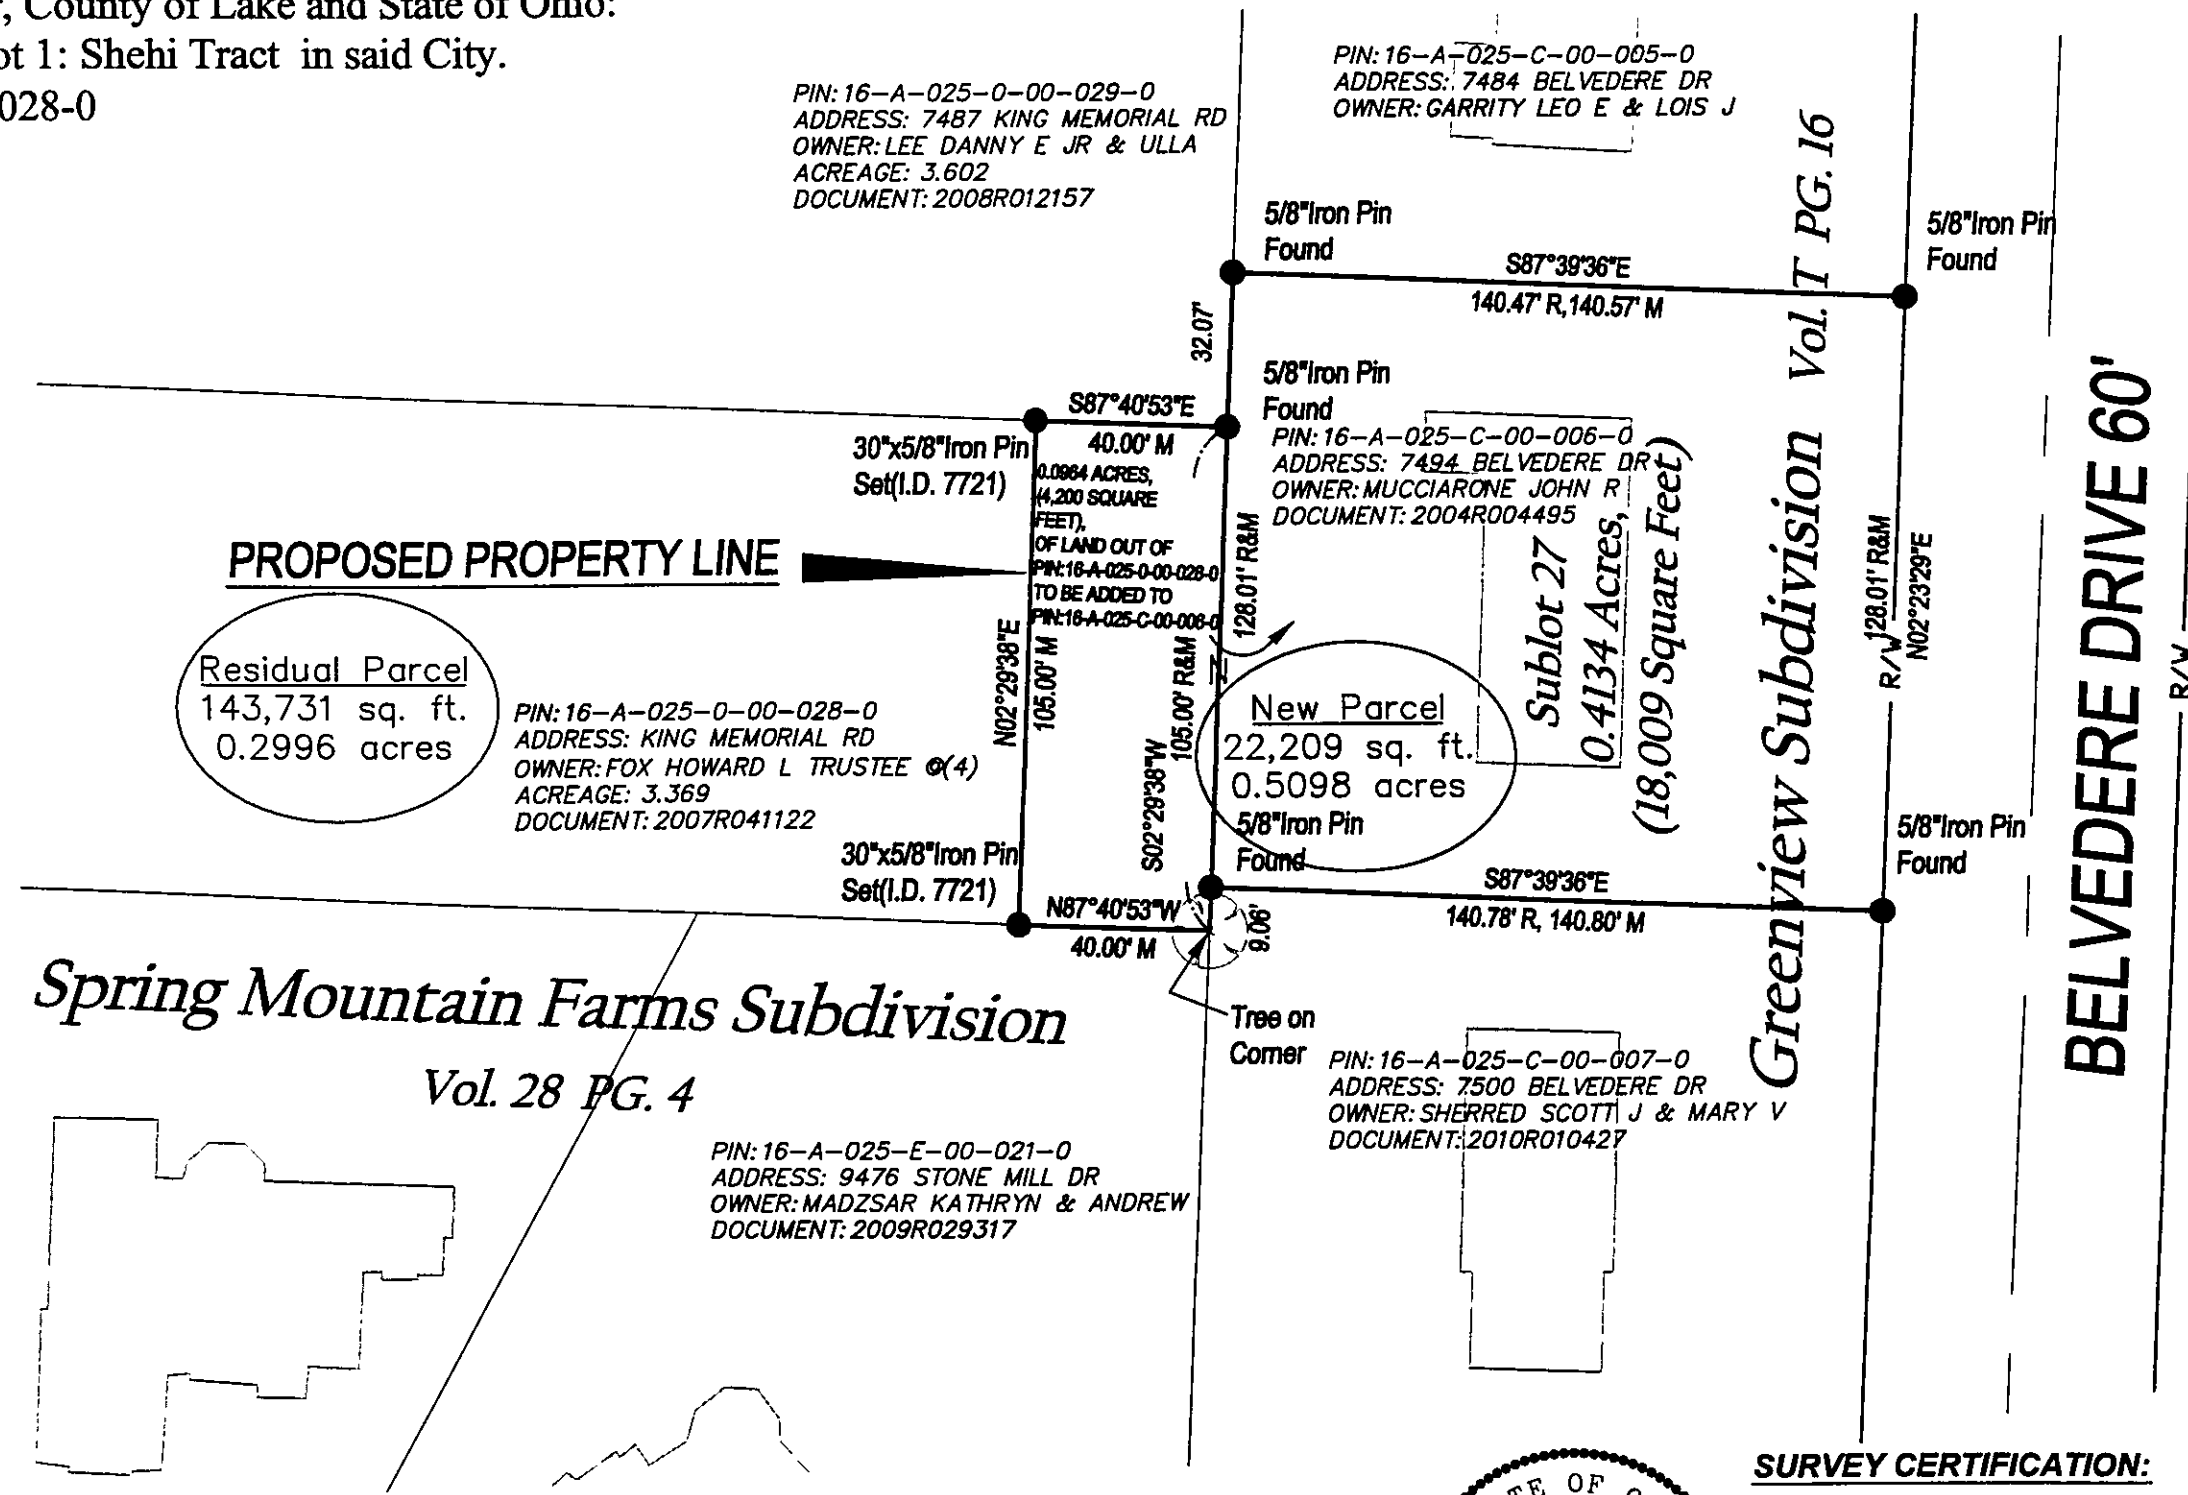 , County of Lake and State of Ohio:
ot 1: Shehi Tract in said City.
028-0
PIN: 16-A-025-0-00-029-0
ADDRESS: 7487 KING MEMORIAL RD
OWNER: LEE DANNY E JR & ULLA
ACREAGE: 3.602
DOCUMENT: 2008R012157
PIN: 16-A-025-C-00-005-0
ADDRESS: 7484 BELVEDERE DR
OWNER: GARRITY LEO E & LOIS J
5/8"Iron Pin
Found
5/8"Iron Pin
Found
S87°39'36"E
140.47' R,140.57' M
32.07'
5/8"Iron Pin
Found
S87°40'53"E
40.00' M
30"x5/8"Iron Pin
Set(I.D. 7721)
0.0964 ACRES,
(4,200 SQUARE
FEET),
OF LAND OUT OF
PIN:16-A-025-0-00-028-0
TO BE ADDED TO
PIN:16-A-025-C-00-006-0
PIN: 16-A-025-C-00-006-0
ADDRESS: 7494 BELVEDERE DR
OWNER: MUCCIARONE JOHN R
DOCUMENT: 2004R004495
PROPOSED PROPERTY LINE
Residual Parcel
143,731 sq. ft.
0.2996 acres
PIN: 16-A-025-0-00-028-0
ADDRESS: KING MEMORIAL RD
OWNER: FOX HOWARD L TRUSTEE @(4)
ACREAGE: 3.369
DOCUMENT: 2007R041122
N02°29'38"E
105.00' M
S02°29'38"W
105.00' R&M
128.01' R&M
New Parcel
22,209 sq. ft.
0.5098 acres
Sublot 27
0.4134 Acres,
(18,009 Square Feet)
Greenview Subdivision Vol. T PG. 16
128.01' R&M
N02°23'29"E
R/W
BELVEDERE DRIVE 60'
R/W
5/8"Iron Pin
Found
5/8"Iron Pin
Found
30"x5/8"Iron Pin
Set(I.D. 7721)
S87°39'36"E
140.78' R, 140.80' M
N87°40'53"W
40.00' M
9.06'
Tree on
Corner
Spring Mountain Farms Subdivision
Vol. 28 PG. 4
PIN: 16-A-025-C-00-007-0
ADDRESS: 7500 BELVEDERE DR
OWNER: SHERRED SCOTT J & MARY V
DOCUMENT: 2010R010427
PIN: 16-A-025-E-00-021-0
ADDRESS: 9476 STONE MILL DR
OWNER: MADZSAR KATHRYN & ANDREW
DOCUMENT: 2009R029317
SURVEY CERTIFICATION:
TE OF